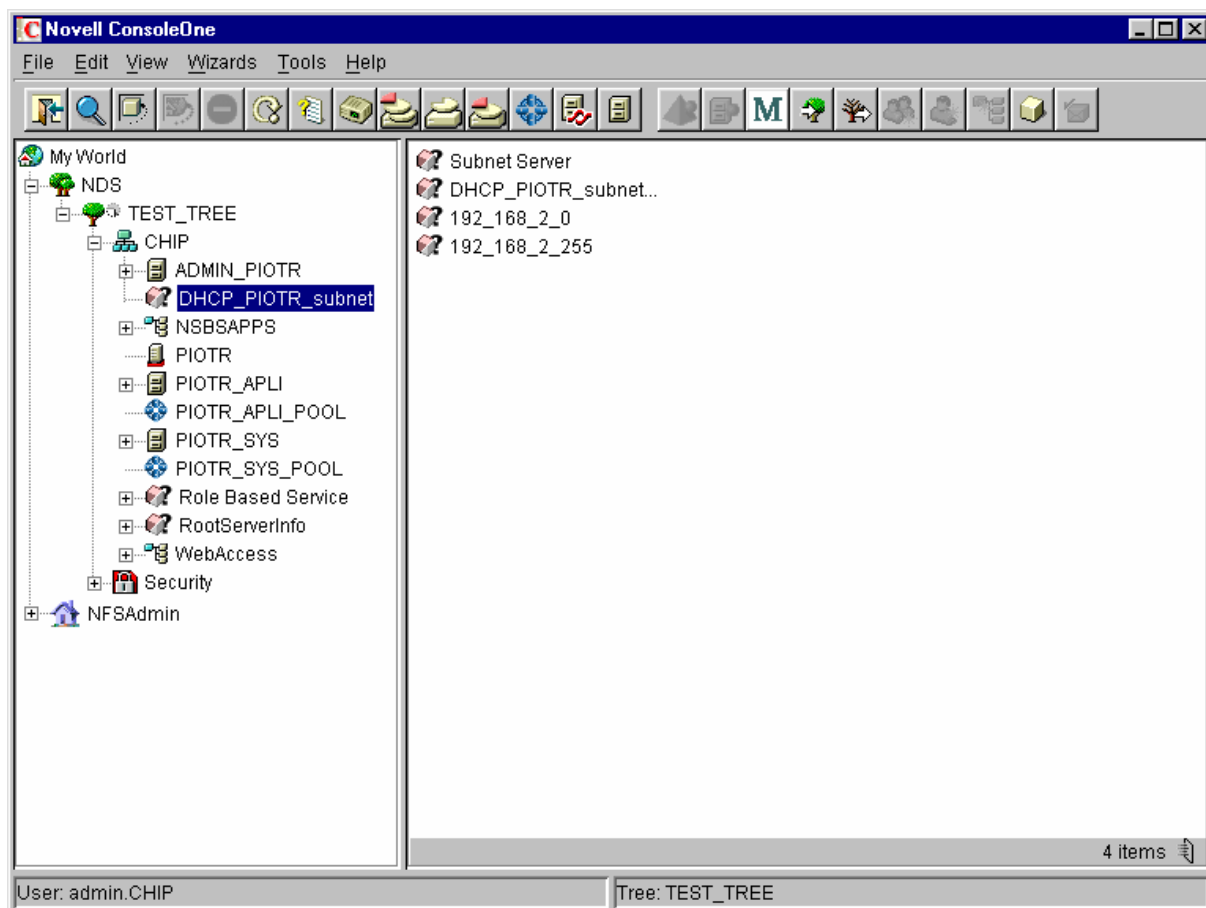 Novell ConsoleOne
File Edit View Wizards Tools Help
M
My World
NDS
TEST_TREE
CHIP
ADMIN_PIOTR
DHCP_PIOTR_subnet
NSBSAPPS
PIOTR
PIOTR_APLI
PIOTR_APLI_POOL
PIOTR_SYS
PIOTR_SYS_POOL
Role Based Service
RootServerInfo
WebAccess
Security
NFSAdmin
Subnet Server
DHCP_PIOTR_subnet...
192_168_2_0
192_168_2_255
4 items
User: admin.CHIP
Tree: TEST_TREE